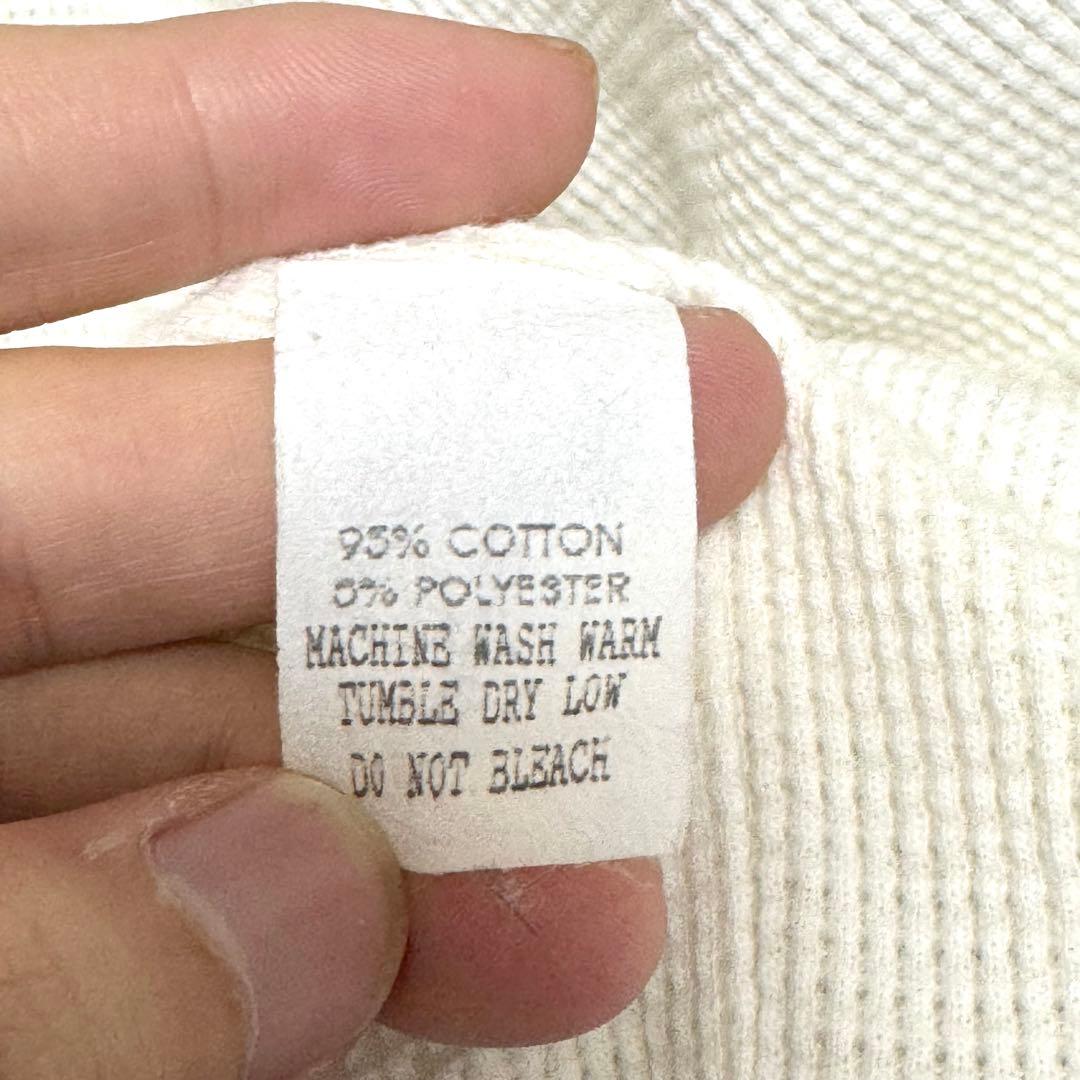 95% COTTON
5% POLYESTER
MACHINE WASH WARM
TUMBLE DRY LOW
DO NOT BLEACH